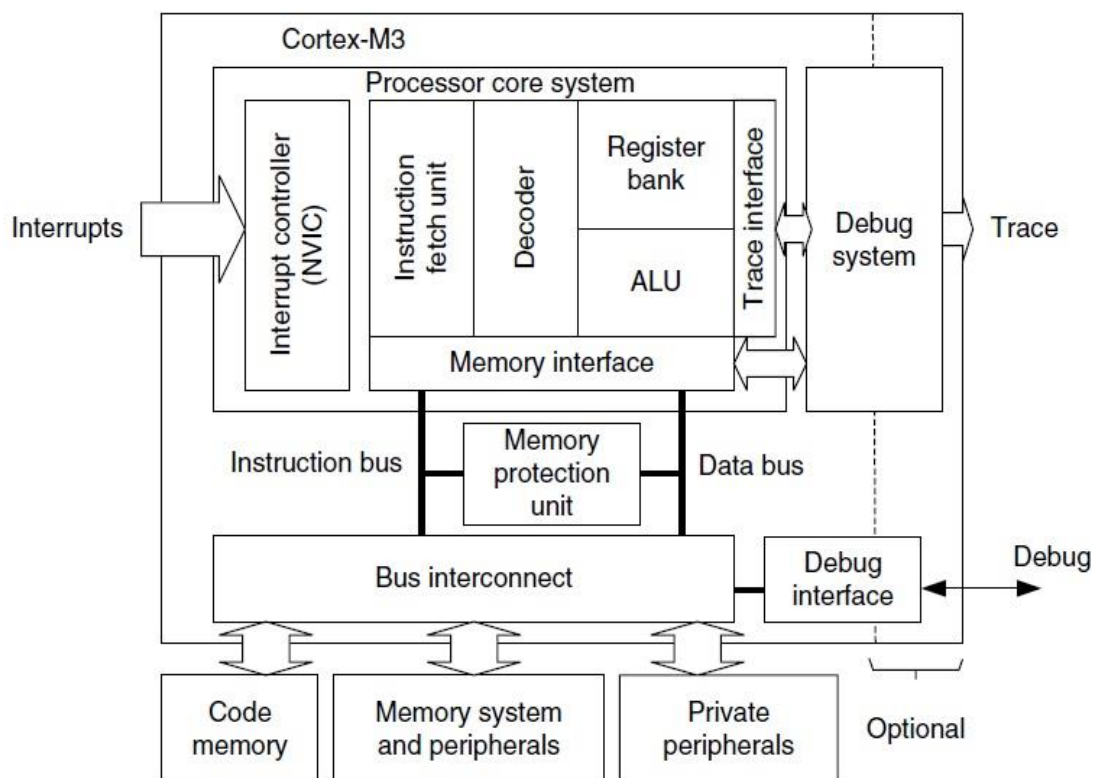 Cortex-M3
Processor core system
Interrupts
Interrupt controller
(NVIC)
Instruction
fetch unit
Decoder
Register
bank
ALU
Trace interface
Debug
system
Trace
Memory interface
Instruction bus
Memory
protection
unit
Data bus
Bus interconnect
Debug
interface
Debug
Code
memory
Memory system
and peripherals
Private
peripherals
Optional